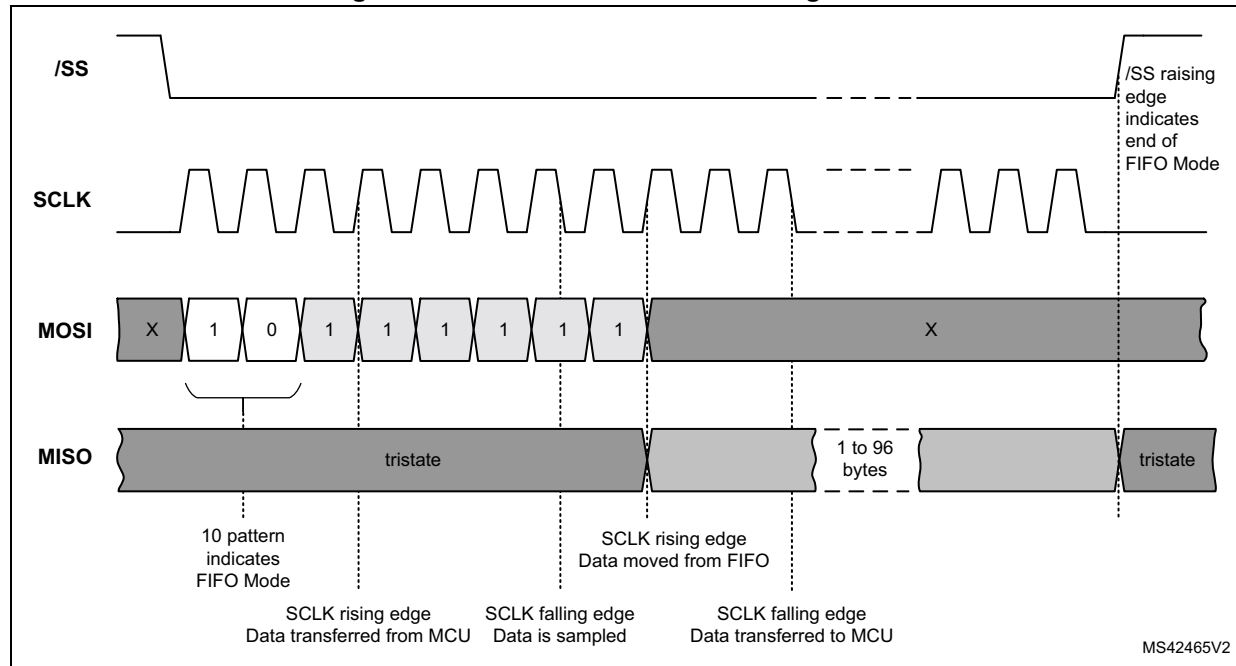 /SS
/SS raising
edge
indicates
end of
FIFO Mode
SCLK
MOSI
X 1 0 1 1 1 1 1 1 X
MISO
tristate
1 to 96
bytes
tristate
10 pattern
indicates
FIFO Mode
SCLK rising edge
Data moved from FIFO
SCLK rising edge
Data transferred from MCU
SCLK falling edge
Data is sampled
SCLK falling edge
Data transferred to MCU
MS42465V2